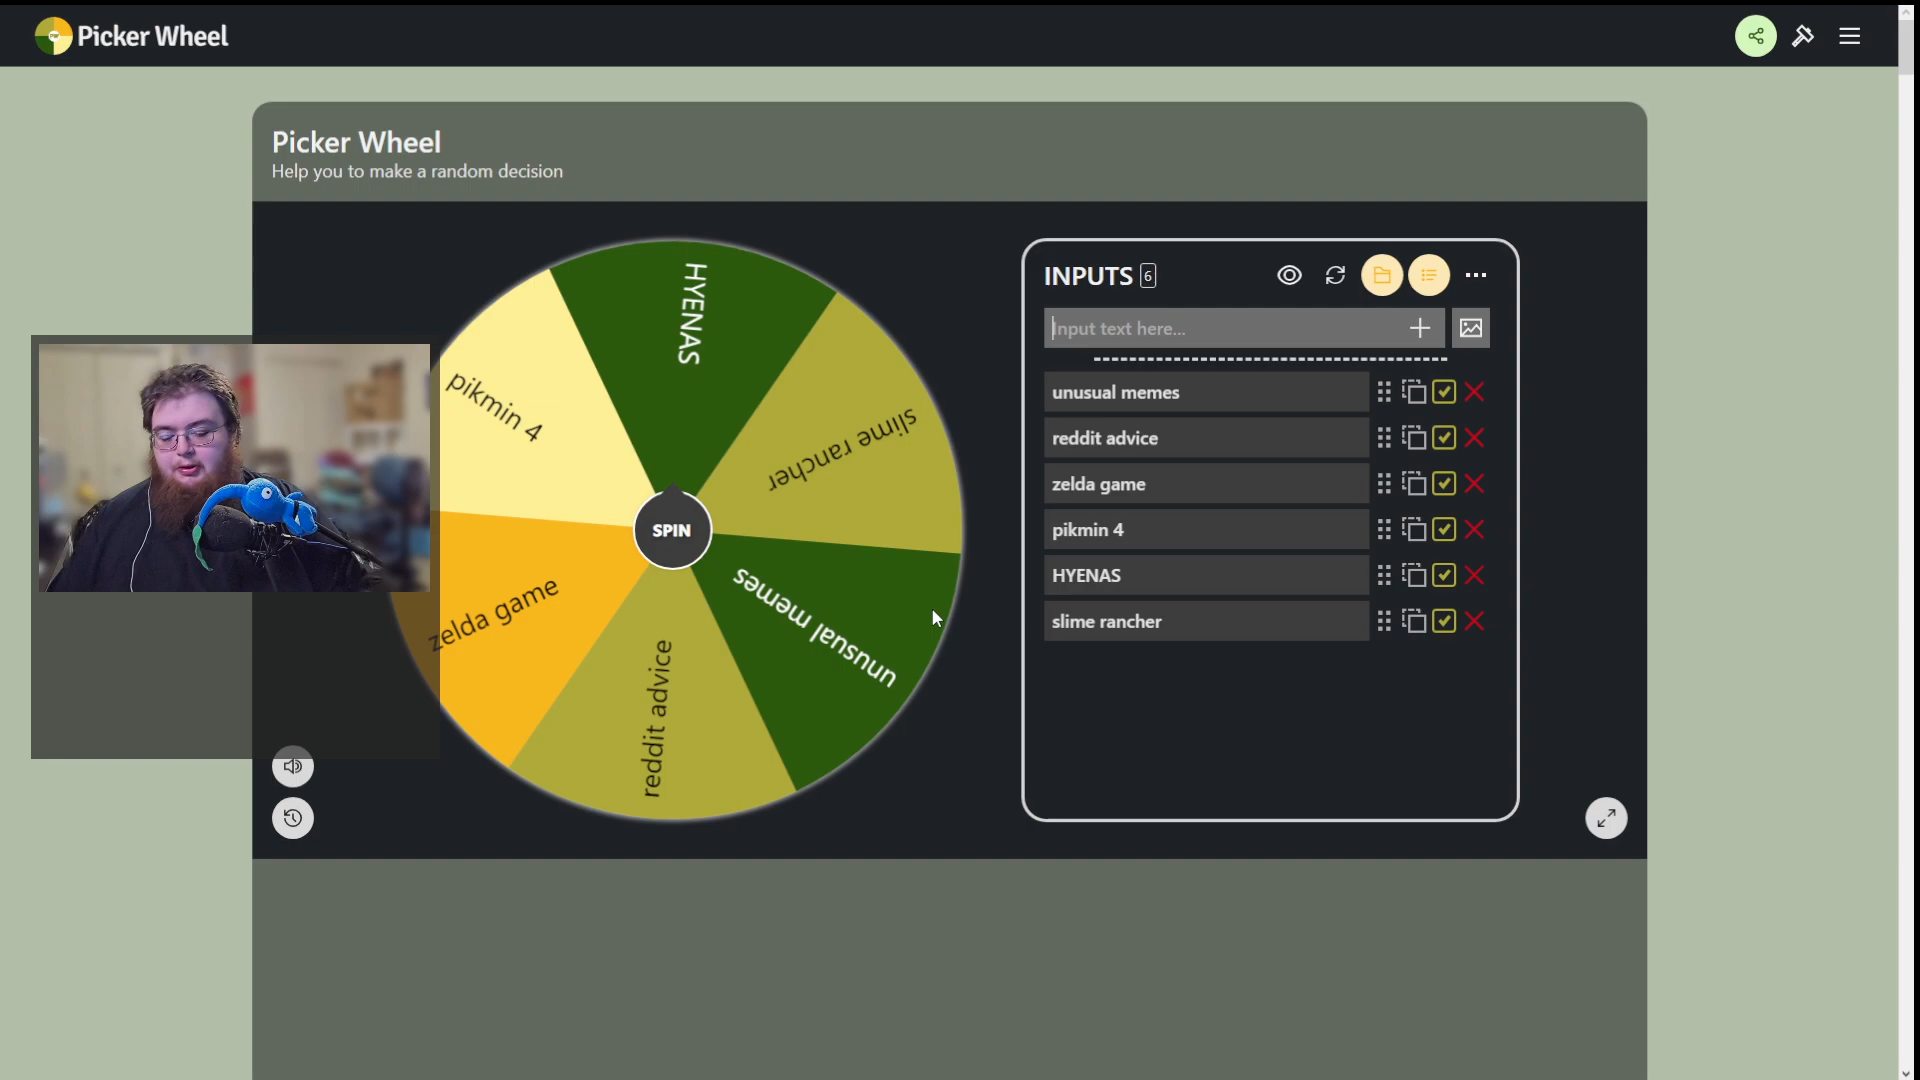 Picker Wheel
Picker Wheel
Help you to make a random decision
HYENAS
slime rancher
unusual memes
reddit advice
zelda game
pikmin 4
SPIN
INPUTS 6
Input text here...
unusual memes
reddit advice
zelda game
pikmin 4
HYENAS
slime rancher